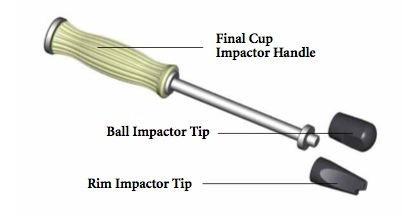 Final Cup
Impactor Handle
Ball Impactor Tip
Rim Impactor Tip